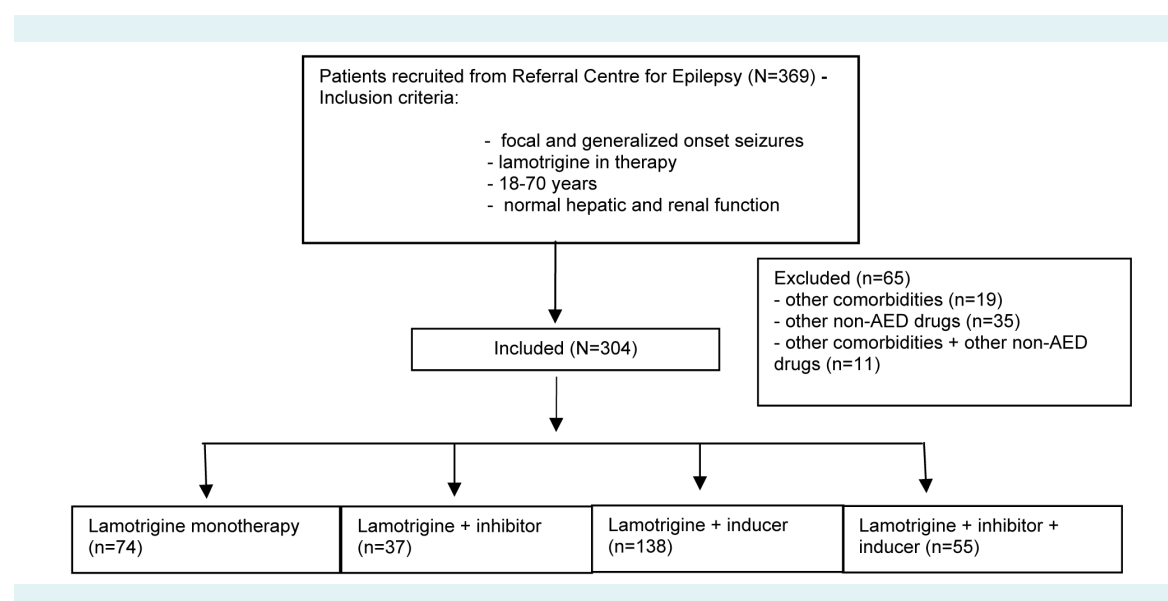 Patients recruited from Referral Centre for Epilepsy (N=369) -
Inclusion criteria:
- focal and generalized onset seizures
- lamotrigine in therapy
- 18-70 years
- normal hepatic and renal function
Excluded (n=65)
- other comorbidities (n=19)
- other non-AED drugs (n=35)
- other comorbidities + other non-AED
drugs (n=11)
Included (N=304)
Lamotrigine monotherapy
(n=74)
Lamotrigine + inhibitor
(n=37)
Lamotrigine + inducer
(n=138)
Lamotrigine + inhibitor +
inducer (n=55)